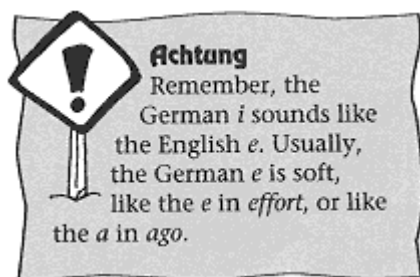 Achtung
Remember, the
German i sounds like
the English e. Usually,
the German e is soft,
like the e in effort, or like
the a in ago.